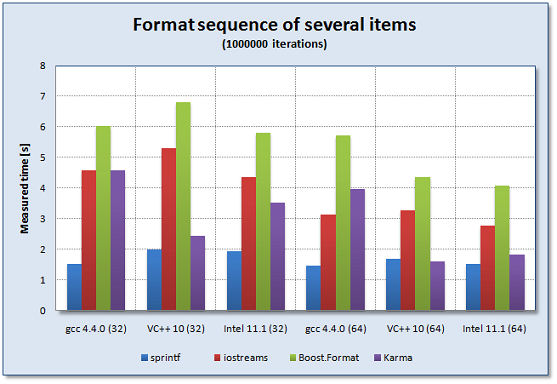 Format sequence of several items
(1000000 iterations)
Measured time [s]
8
7
6
5
4
3
2
1
0
gcc 4.4.0 (32) VC++ 10 (32) Intel 11.1 (32) gcc 4.4.0 (64) VC++ 10 (64) Intel 11.1 (64)
sprintf iostreams Boost.Format Karma